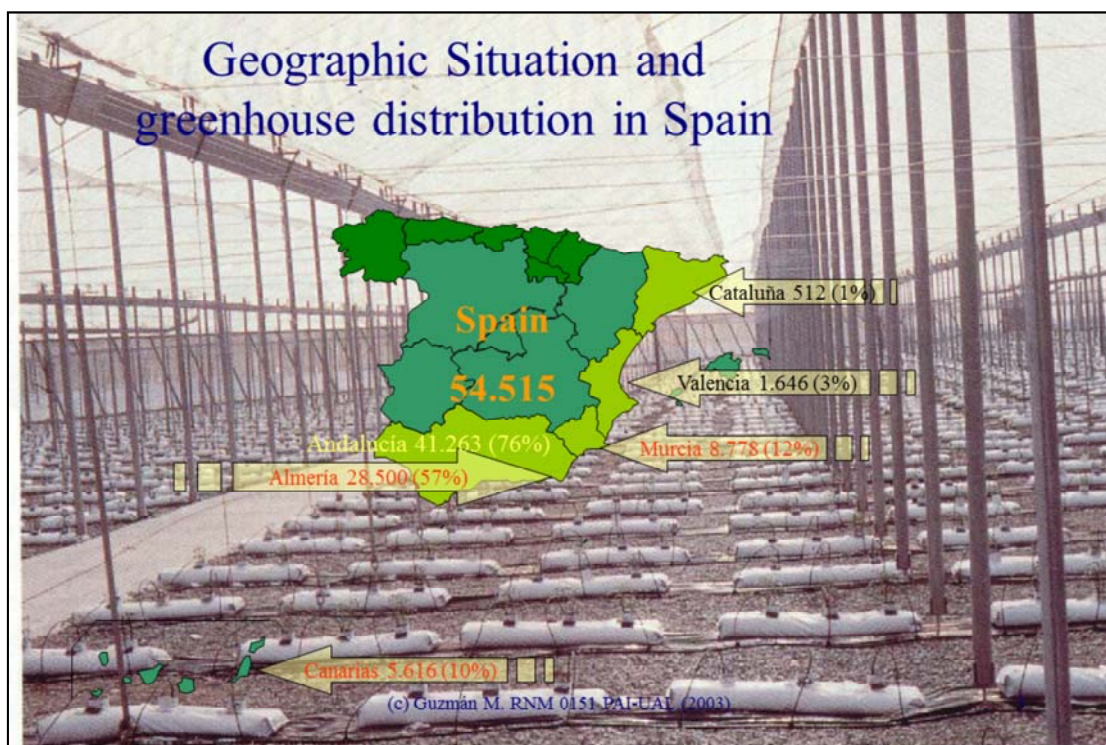 Geographic Situation and
greenhouse distribution in Spain
Cataluña 512 (1%)
Spain
Valencia 1.646 (3%)
54.515
Andalucía 41.263 (76%)
Murcia 8.778 (12%)
Almería 28.500 (57%)
Canarias 5.616 (10%)
(c) Guzmán M. RNM 0151 PAI-UAL (2003)